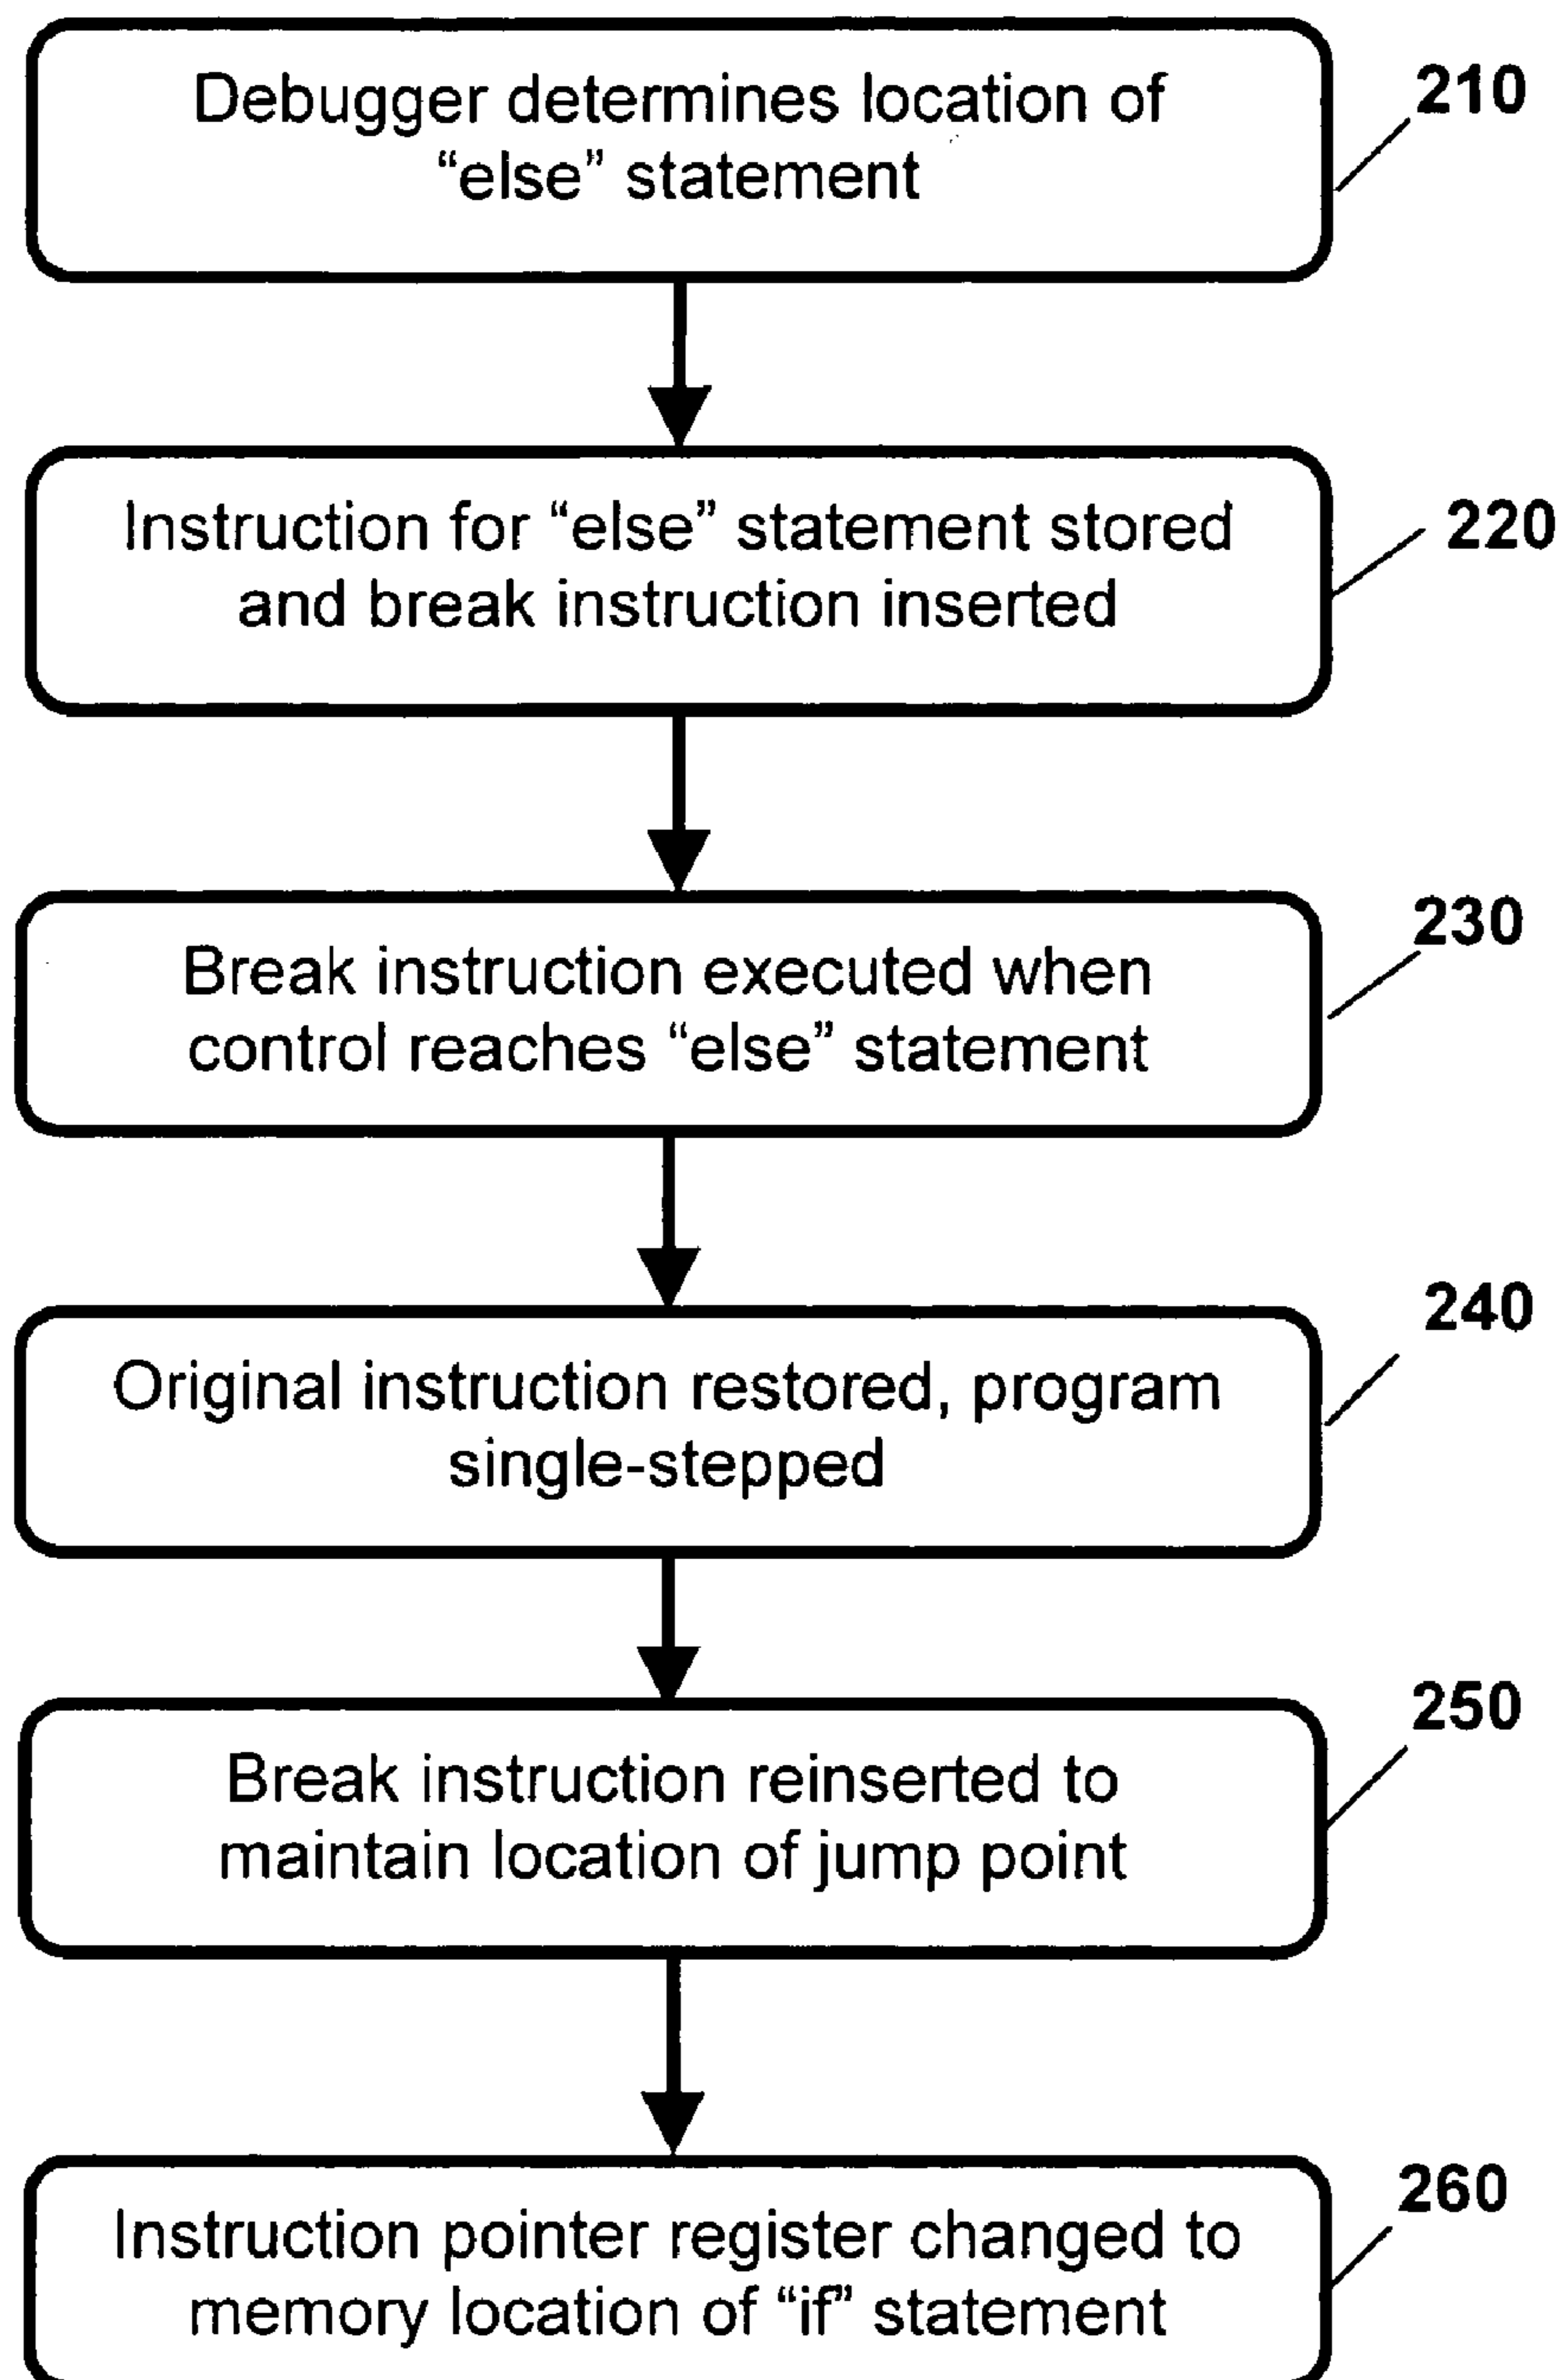 Debugger determines location of
“else” statement
210
Instruction for “else” statement stored
and break instruction inserted
220
Break instruction executed when
control reaches “else” statement
230
Original instruction restored, program
single-stepped
240
Break instruction reinserted to
maintain location of jump point
250
Instruction pointer register changed to
memory location of “if” statement
260